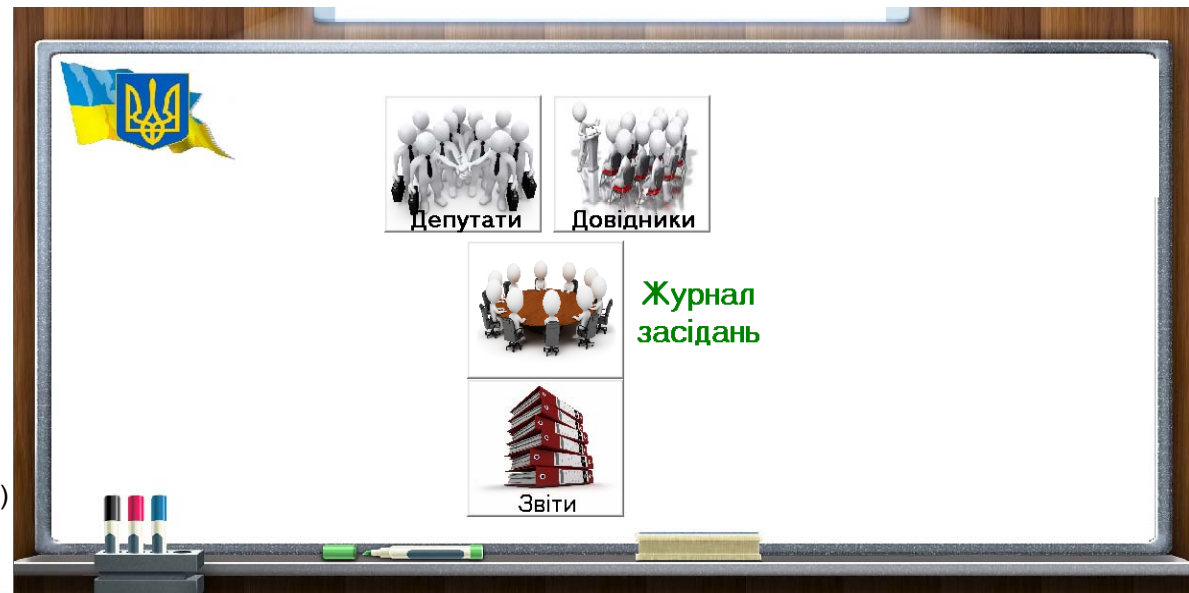 Депутати
Довідники
Журнал
засідань
Звіти
)